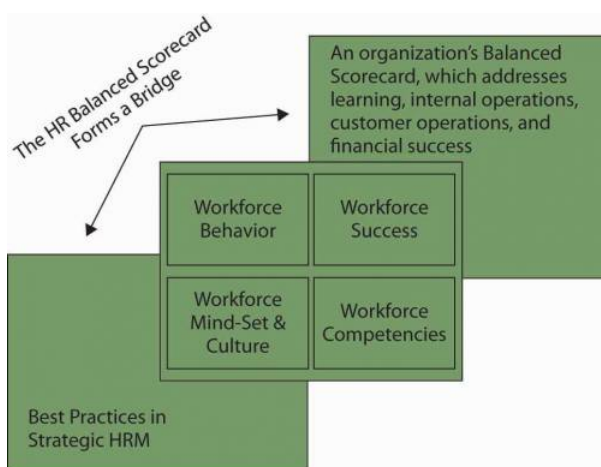 The HR Balanced Scorecard
Forms a Bridge
An organization's Balanced
Scorecard, which addresses
learning, internal operations,
customer operations, and
financial success
Workforce
Behavior
Workforce
Success
Workforce
Mind-Set &
Culture
Workforce
Competencies
Best Practices in
Strategic HRM